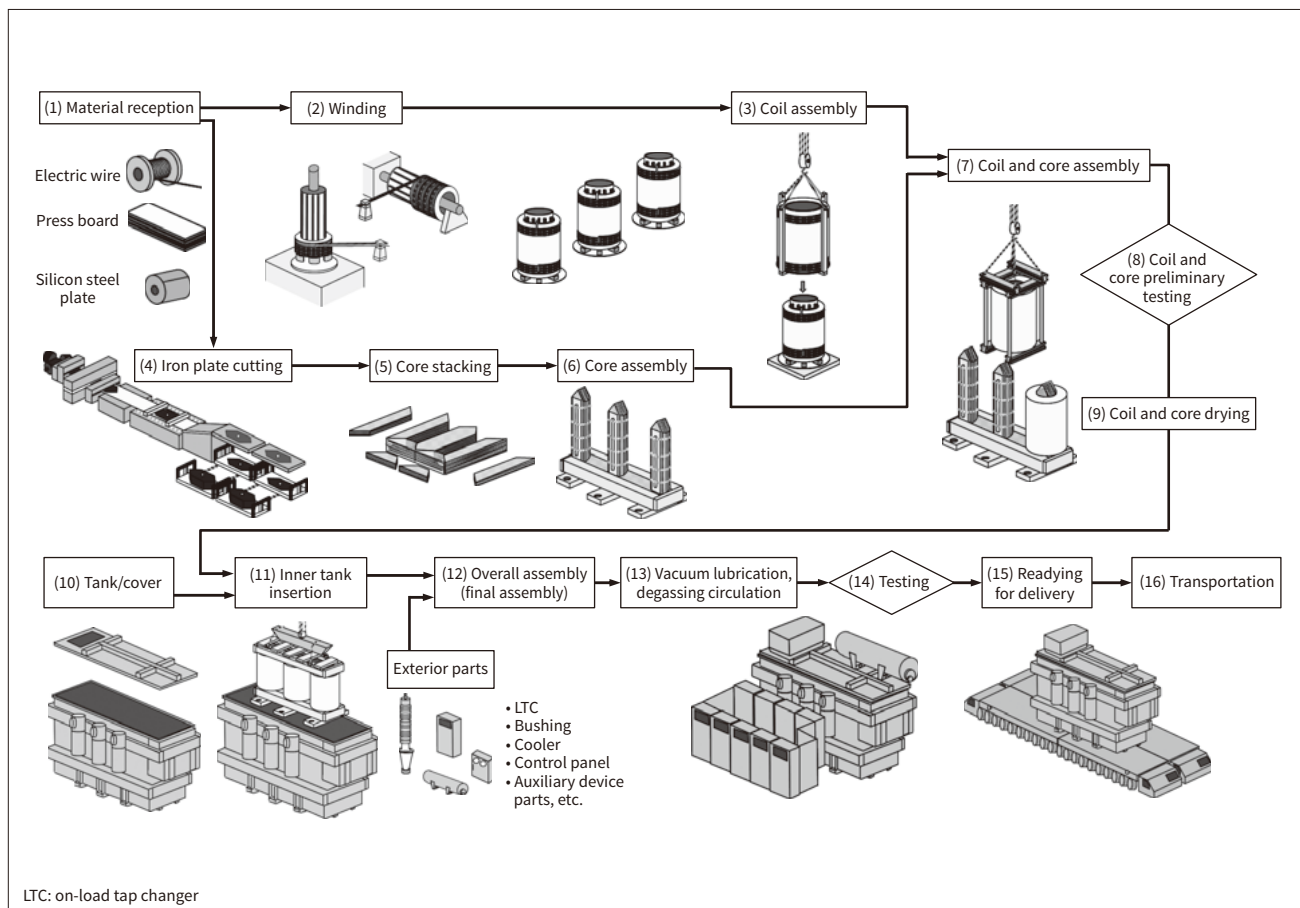 (1) Material reception
(2) Winding
(3) Coil assembly
(7) Coil and core assembly
Electric wire
Press board
Silicon steel
plate
(8) Coil and
core preliminary
testing
(4) Iron plate cutting
(5) Core stacking
(6) Core assembly
(9) Coil and core drying
(10) Tank/cover
(11) Inner tank
insertion
(12) Overall assembly
(final assembly)
(13) Vacuum lubrication,
degassing circulation
(14) Testing
(15) Readying
for delivery
(16) Transportation
Exterior parts
• LTC
• Bushing
• Cooler
• Control panel
• Auxiliary device
parts, etc.
LTC: on-load tap changer